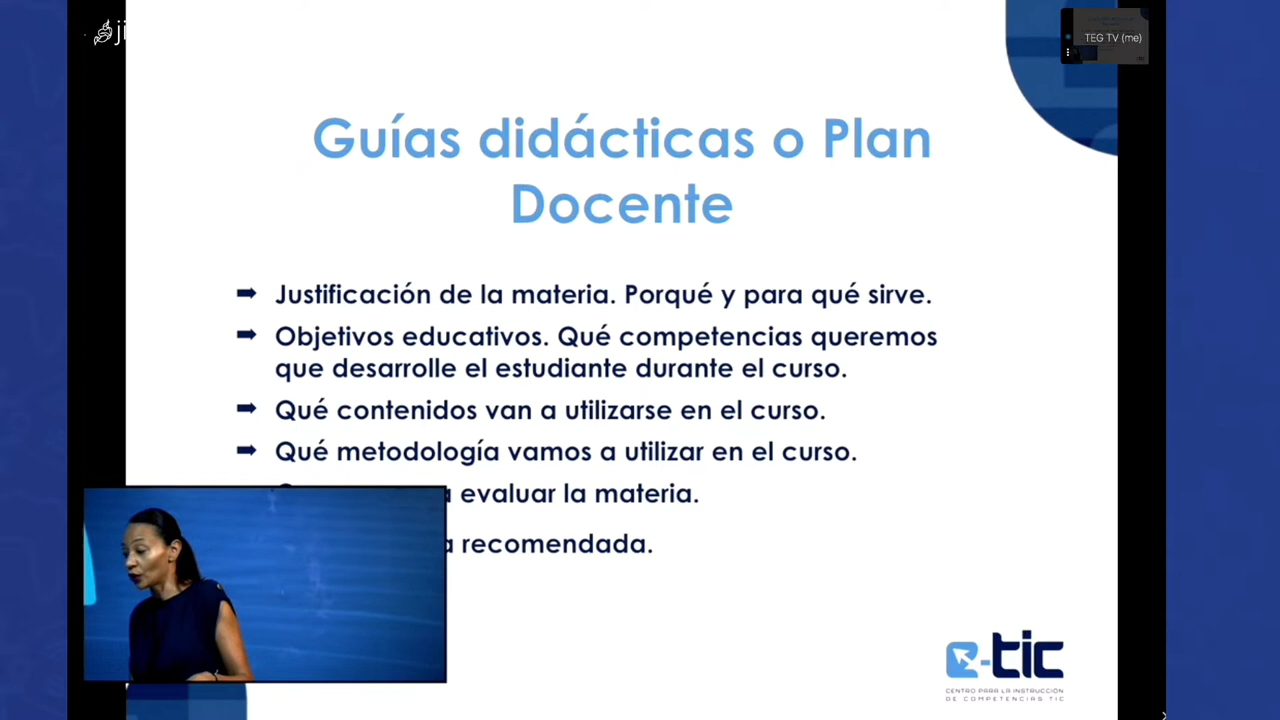 ji
TEG TV (me)
Guías didácticas o Plan
Docente
Justificación de la materia. Porqué y para qué sirve.
Objetivos educativos. Qué competencias queremos
que desarrolle el estudiante durante el curso.
Qué contenidos van a utilizarse en el curso.
Qué metodología vamos a utilizar en el curso.
evaluar la materia.
recomendada.
e-tic
CENTRO PARA LA INSTRUCCIÓN
DE COMPETENCIAS TIC